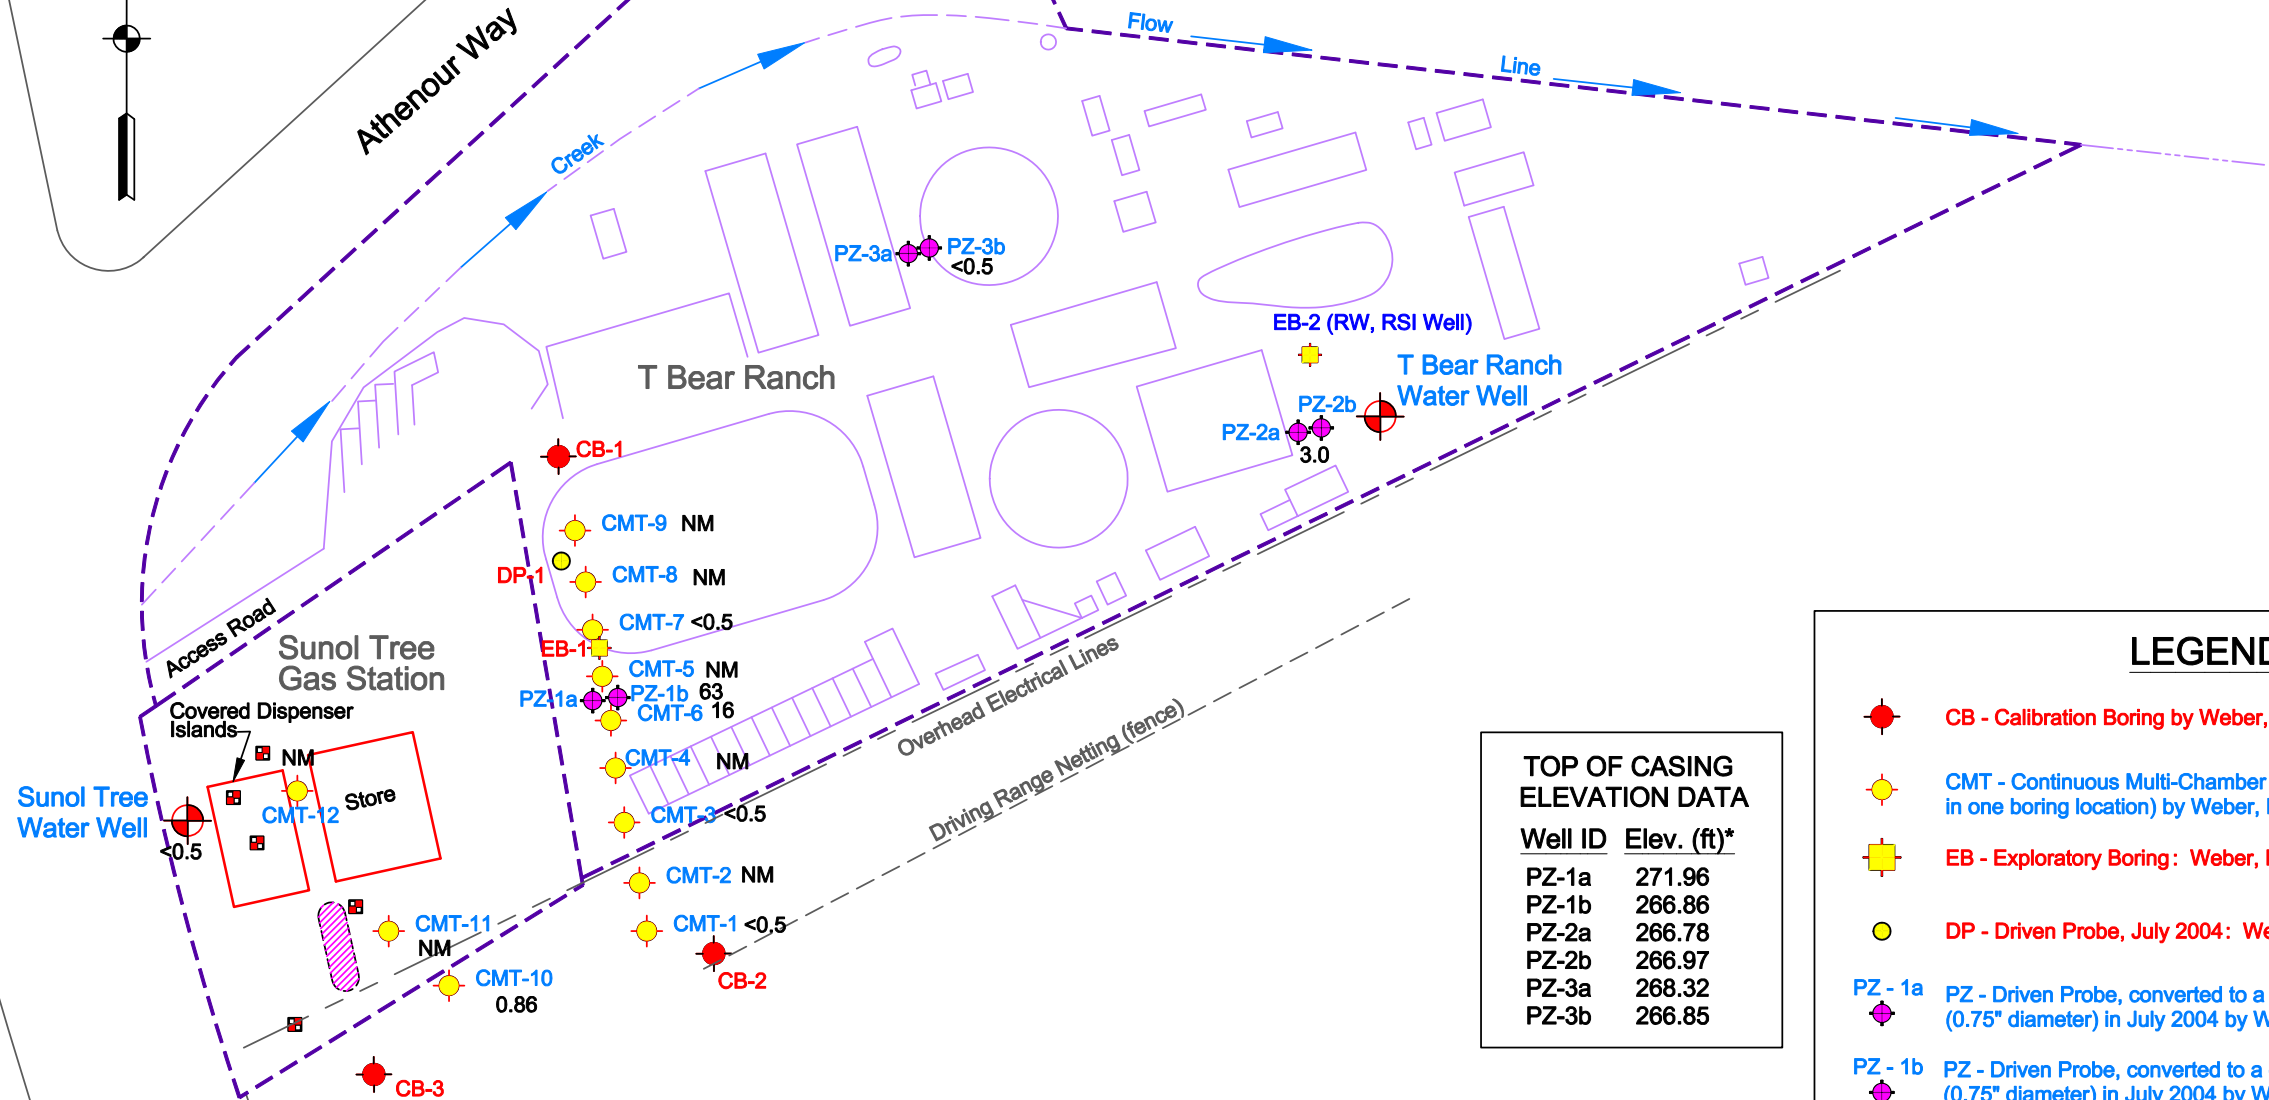 Athenour Way
Creek
Flow
Line
PZ-3a
PZ-3b
<0.5
EB-2 (RW, RSI Well)
T Bear Ranch
Water Well
PZ-2b
PZ-2a
3.0
T Bear Ranch
CB-1
CMT-9 NM
DP-1
CMT-8 NM
CMT-7 <0.5
EB-1
CMT-5 NM
PZ-1a
PZ-1b 63
CMT-6 16
CMT-4 NM
CMT-3 <0.5
CMT-2 NM
CMT-1 <0.5
CB-2
Access Road
Sunol Tree
Gas Station
Covered Dispenser
Islands
NM
CMT-12
Store
Sunol Tree
Water Well
<0.5
CMT-11
NM
CMT-10
0.86
CB-3
Overhead Electrical Lines
Driving Range Netting (fence)
TOP OF CASING
ELEVATION DATA
Well ID Elev. (ft)*
PZ-1a 271.96
PZ-1b 266.86
PZ-2a 266.78
PZ-2b 266.97
PZ-3a 268.32
PZ-3b 266.85
LEGEND
CB - Calibration Boring by Weber,
CMT - Continuous Multi-Chamber
in one boring location) by Weber,
EB - Exploratory Boring: Weber,
DP - Driven Probe, July 2004:
PZ - 1a
PZ - Driven Probe, converted to a
(0.75" diameter) in July 2004 by
PZ - 1b
PZ - Driven Probe, converted to a
(0.75" diameter) in July 2004 by